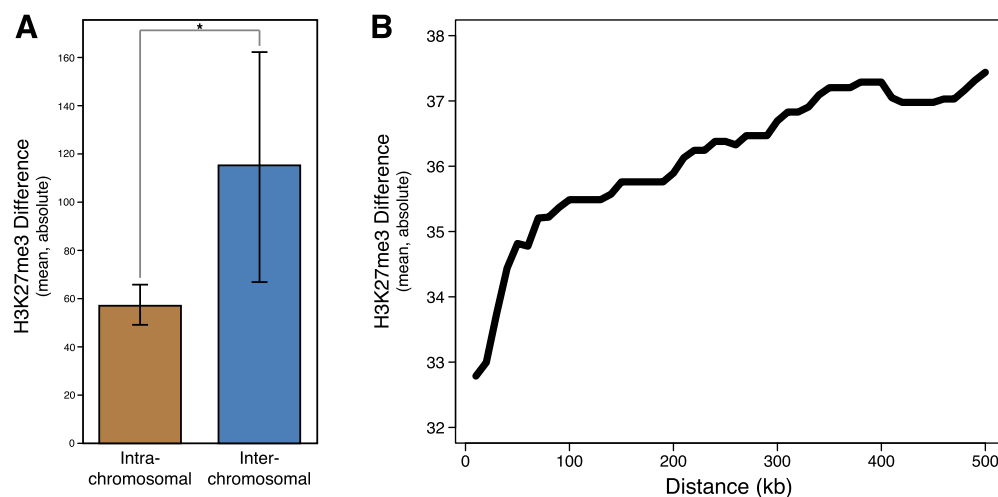 A
*
160
140
120
100
80
60
40
20
0
H3K27me3 Difference
(mean, absolute)
Intra-
chromosomal
Inter-
chromosomal
B
38
37
36
35
34
33
32
H3K27me3 Difference
(mean, absolute)
0 100 200 300 400 500
Distance (kb)